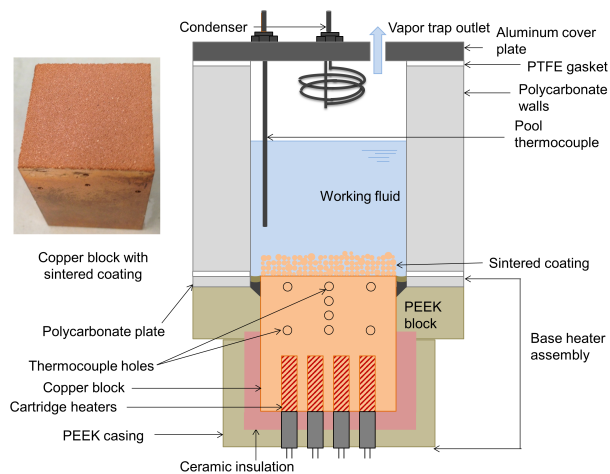 Condenser
Vapor trap outlet
Aluminum cover
plate
PTFE gasket
Polycarbonate
walls
Pool
thermocouple
Working fluid
Copper block with
sintered coating
Sintered coating
PEEK
block
Polycarbonate plate
Base heater
assembly
Thermocouple holes
Copper block
Cartridge heaters
PEEK casing
Ceramic insulation